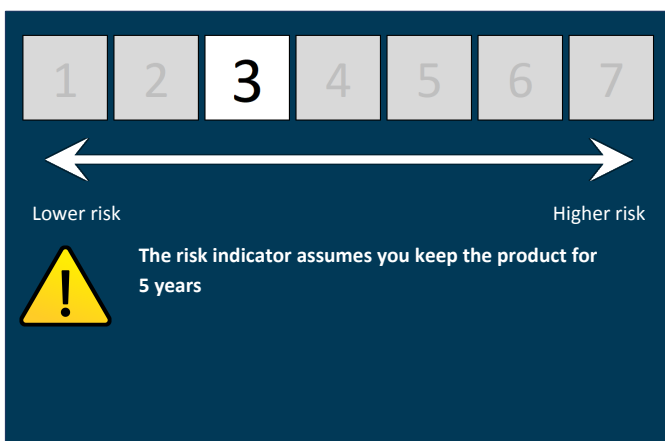 1 2 3 4 5 6 7
Lower risk Higher risk
!
The risk indicator assumes you keep the product for
5 years